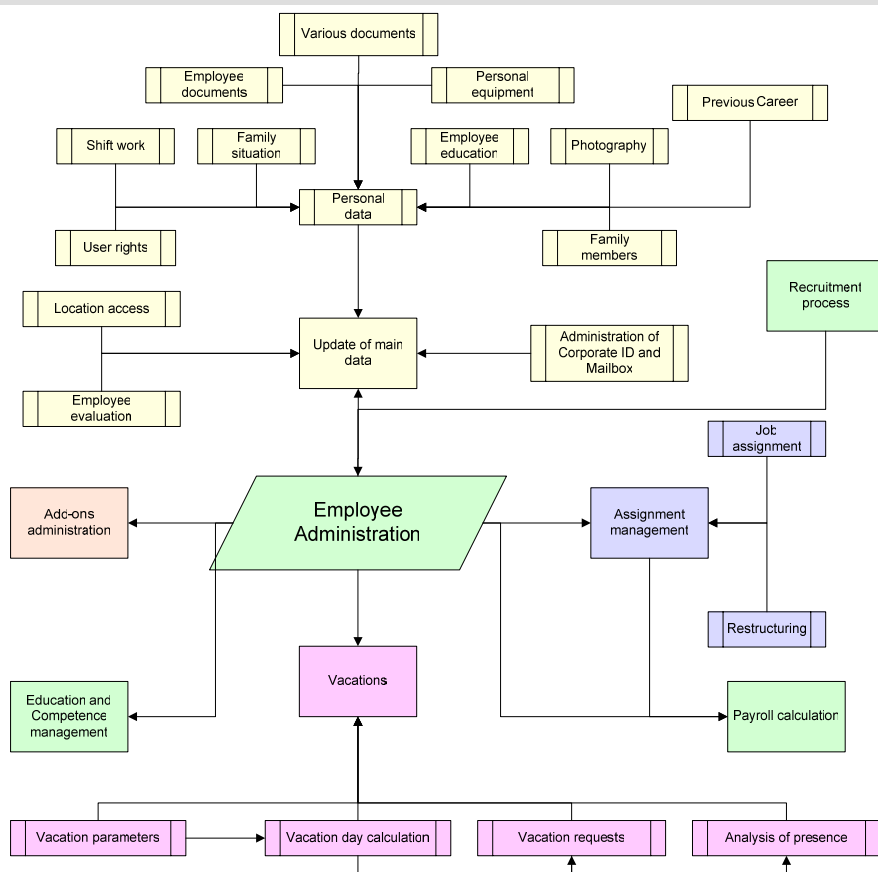 Various documents
Employee
documents
Personal
equipment
Previous Career
Shift work
Family
situation
Employee
education
Photography
Personal
data
User rights
Family
members
Location access
Recruitment
process
Update of main
data
Administration of
Corporate ID and
Mailbox
Employee
evaluation
Job
assignment
Add-ons
administration
Employee
Administration
Assignment
management
Restructuring
Vacations
Education and
Competence
management
Payroll calculation
Vacation parameters
Vacation day calculation
Vacation requests
Analysis of presence